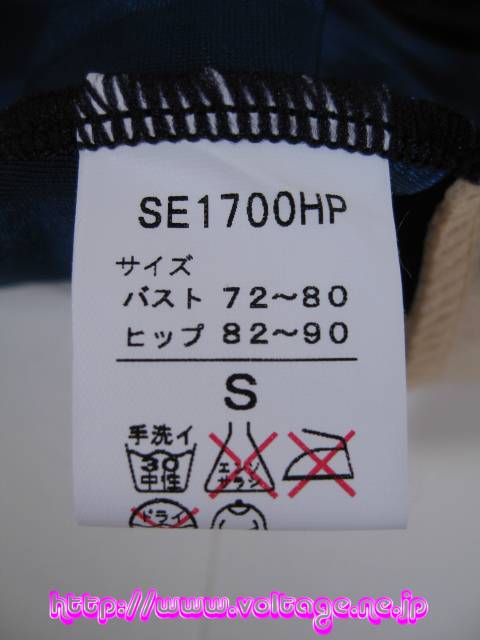 SE1700HP
サイズ
バスト 72～80
ヒップ 82～90
S
手洗イ
30
中性
エンソ
サラシ
ドライ
http://www.voltage.ne.jp